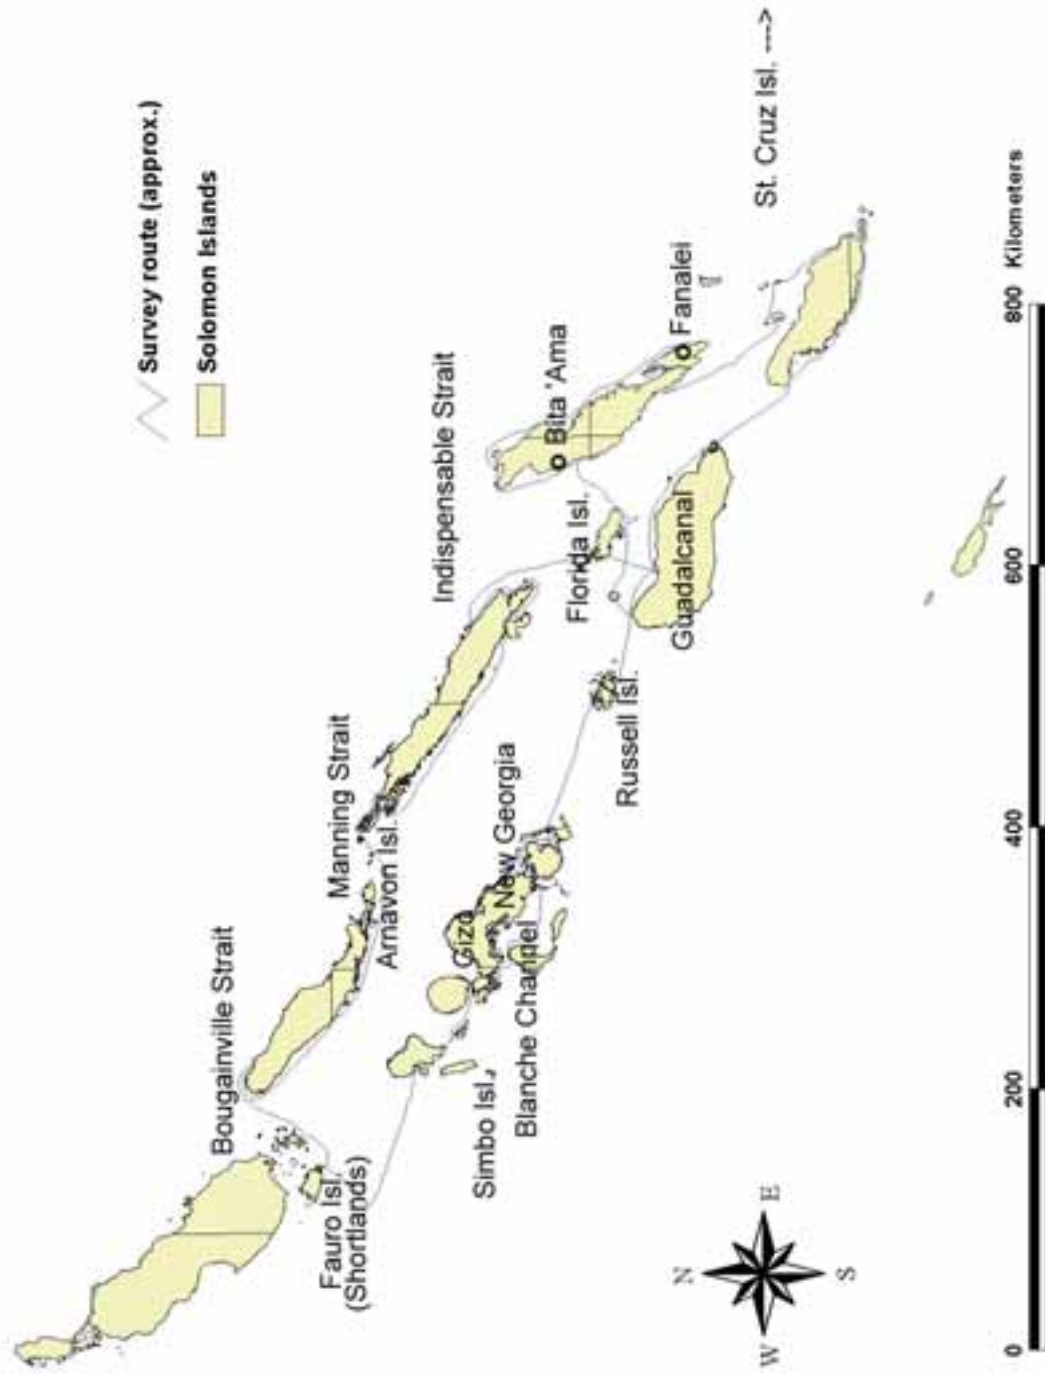 Survey route (approx.)
Solomon Islands
Bougainville Strait
Manning Strait
Indispensable Strait
Fauro Isl.
(Shortlands)
Arnavon Isl.
Simbo Isl.
Gizo
New Georgia
Blanche Channel
Russell Isl.
Florida Isl.
Guadalcanal
Bita 'Ama
Fanalei
St. Cruz Isl. --->
N
W
E
S
0
200
400
600
800 Kilometers